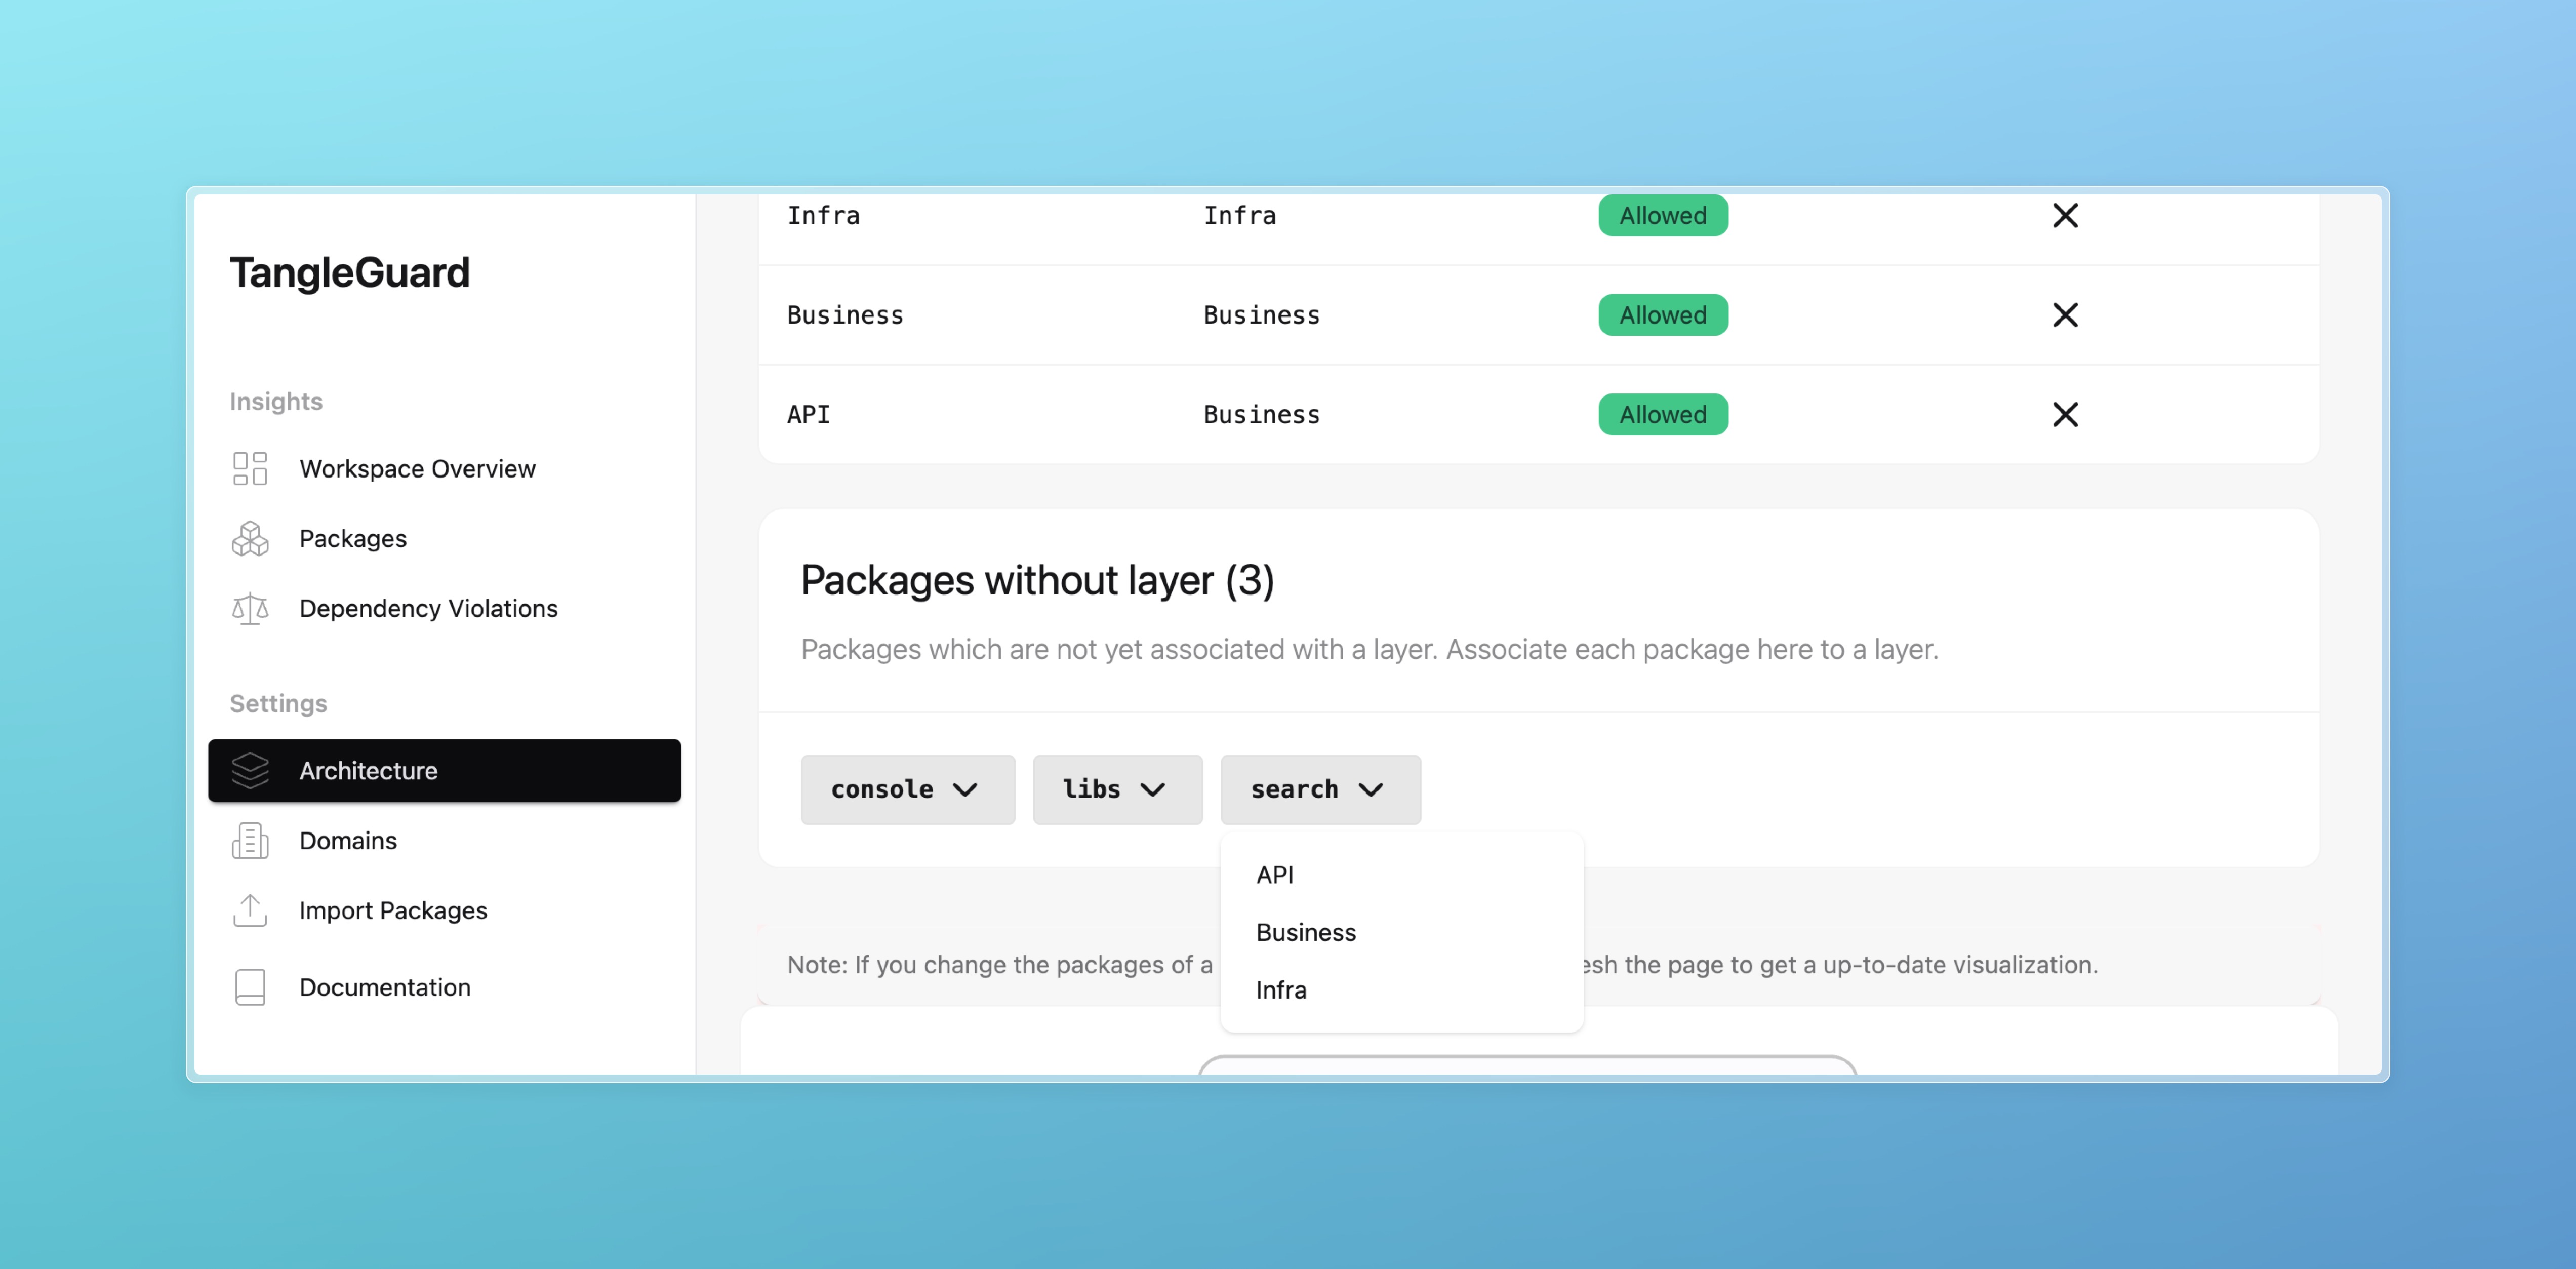 TangleGuard
Insights
Workspace Overview
Packages
Dependency Violations
Settings
Architecture
Domains
Import Packages
Documentation
Infra Infra Allowed
Business Business Allowed
API Business Allowed
Packages without layer (3)
Packages which are not yet associated with a layer. Associate each package here to a layer.
console libs search
API
Business
Infra
Note: If you change the packages of a the page to get a up-to-date visualization.